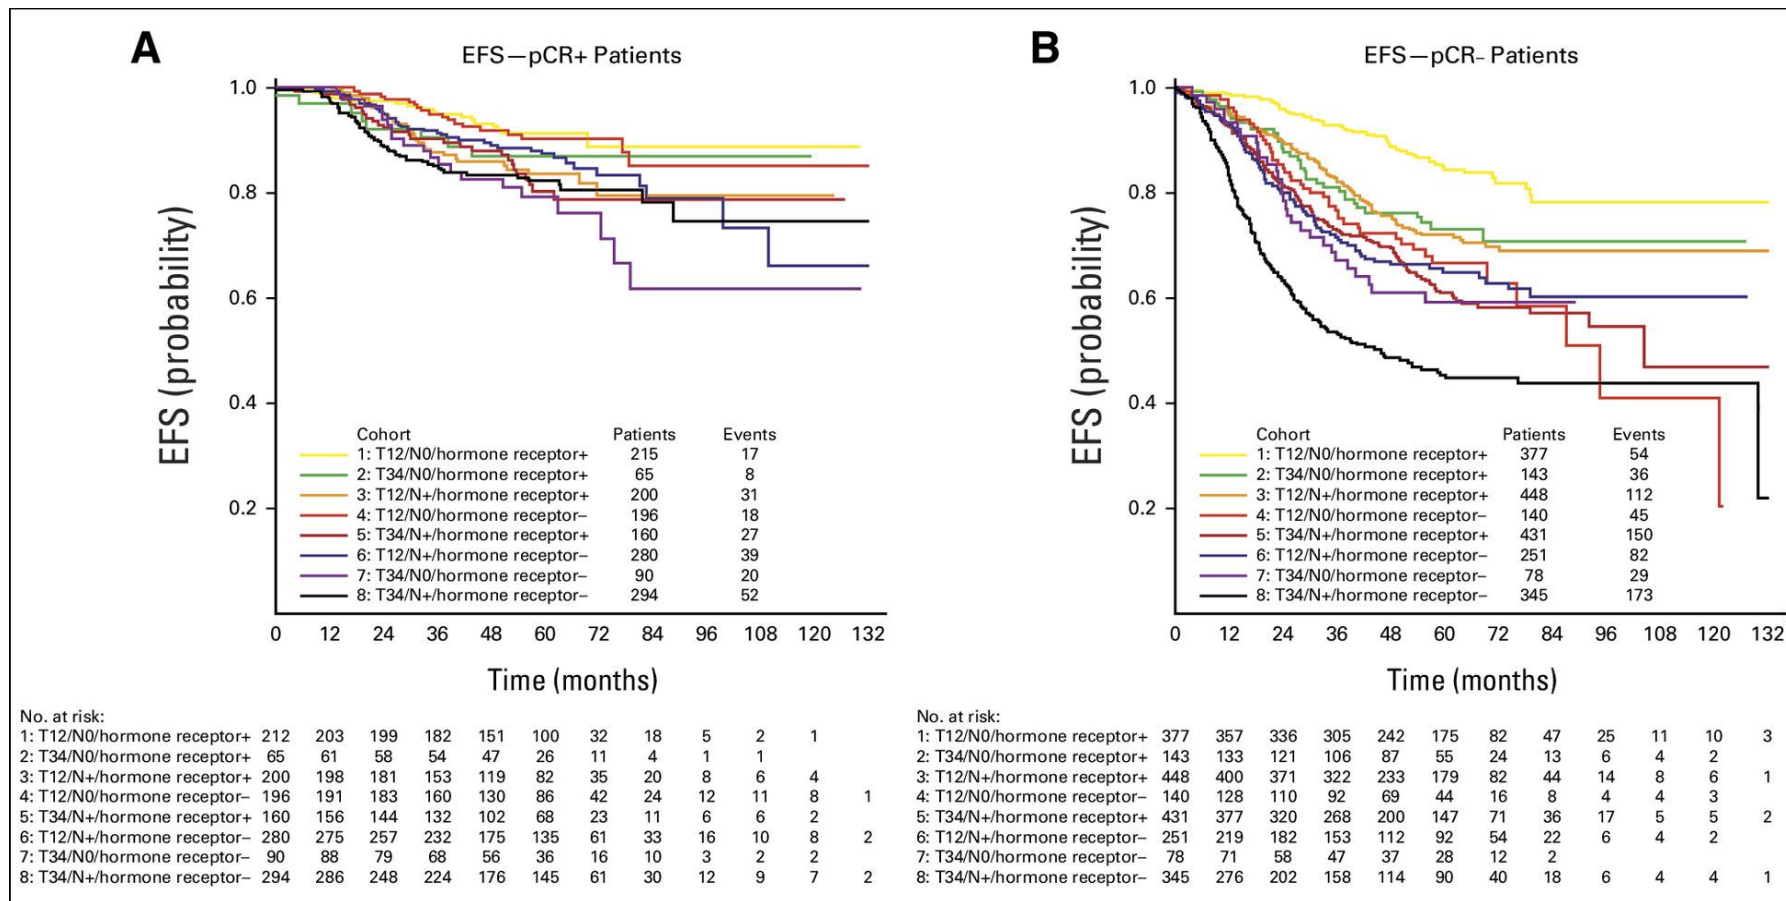 A
EFS—pCR+ Patients
1.0
0.8
0.6
0.4
0.2
EFS (probability)
Cohort Patients Events
1: T12/N0/hormone receptor+ 215 17
2: T34/N0/hormone receptor+ 65 8
3: T12/N+/hormone receptor+ 200 31
4: T12/N0/hormone receptor– 196 18
5: T34/N+/hormone receptor+ 160 27
6: T12/N+/hormone receptor– 280 39
7: T34/N0/hormone receptor– 90 20
8: T34/N+/hormone receptor– 294 52
0 12 24 36 48 60 72 84 96 108 120 132
Time (months)
No. at risk:
1: T12/N0/hormone receptor+ 212 203 199 182 151 100 32 18 5 2 1
2: T34/N0/hormone receptor+ 65 61 58 54 47 26 11 4 1 1
3: T12/N+/hormone receptor+ 200 198 181 153 119 82 35 20 8 6 4
4: T12/N0/hormone receptor– 196 191 183 160 130 86 42 24 12 11 8 1
5: T34/N+/hormone receptor+ 160 156 144 132 102 68 23 11 6 6 2
6: T12/N+/hormone receptor– 280 275 257 232 175 135 61 33 16 10 8 2
7: T34/N0/hormone receptor– 90 88 79 68 56 36 16 10 3 2 2
8: T34/N+/hormone receptor– 294 286 248 224 176 145 61 30 12 9 7 2
B
EFS—pCR– Patients
1.0
0.8
0.6
0.4
0.2
EFS (probability)
Cohort Patients Events
1: T12/N0/hormone receptor+ 377 54
2: T34/N0/hormone receptor+ 143 36
3: T12/N+/hormone receptor+ 448 112
4: T12/N0/hormone receptor– 140 45
5: T34/N+/hormone receptor+ 431 150
6: T12/N+/hormone receptor– 251 82
7: T34/N0/hormone receptor– 78 29
8: T34/N+/hormone receptor– 345 173
0 12 24 36 48 60 72 84 96 108 120 132
Time (months)
No. at risk:
1: T12/N0/hormone receptor+ 377 357 336 305 242 175 82 47 25 11 10 3
2: T34/N0/hormone receptor+ 143 133 121 106 87 55 24 13 6 4 2
3: T12/N+/hormone receptor+ 448 400 371 322 233 179 82 44 14 8 6 1
4: T12/N0/hormone receptor– 140 128 110 92 69 44 16 8 4 4 3
5: T34/N+/hormone receptor+ 431 377 320 268 200 147 71 36 17 5 5 2
6: T12/N+/hormone receptor– 251 219 182 153 112 92 54 22 6 4 2
7: T34/N0/hormone receptor– 78 71 58 47 37 28 12 2
8: T34/N+/hormone receptor– 345 276 202 158 114 90 40 18 6 4 4 1